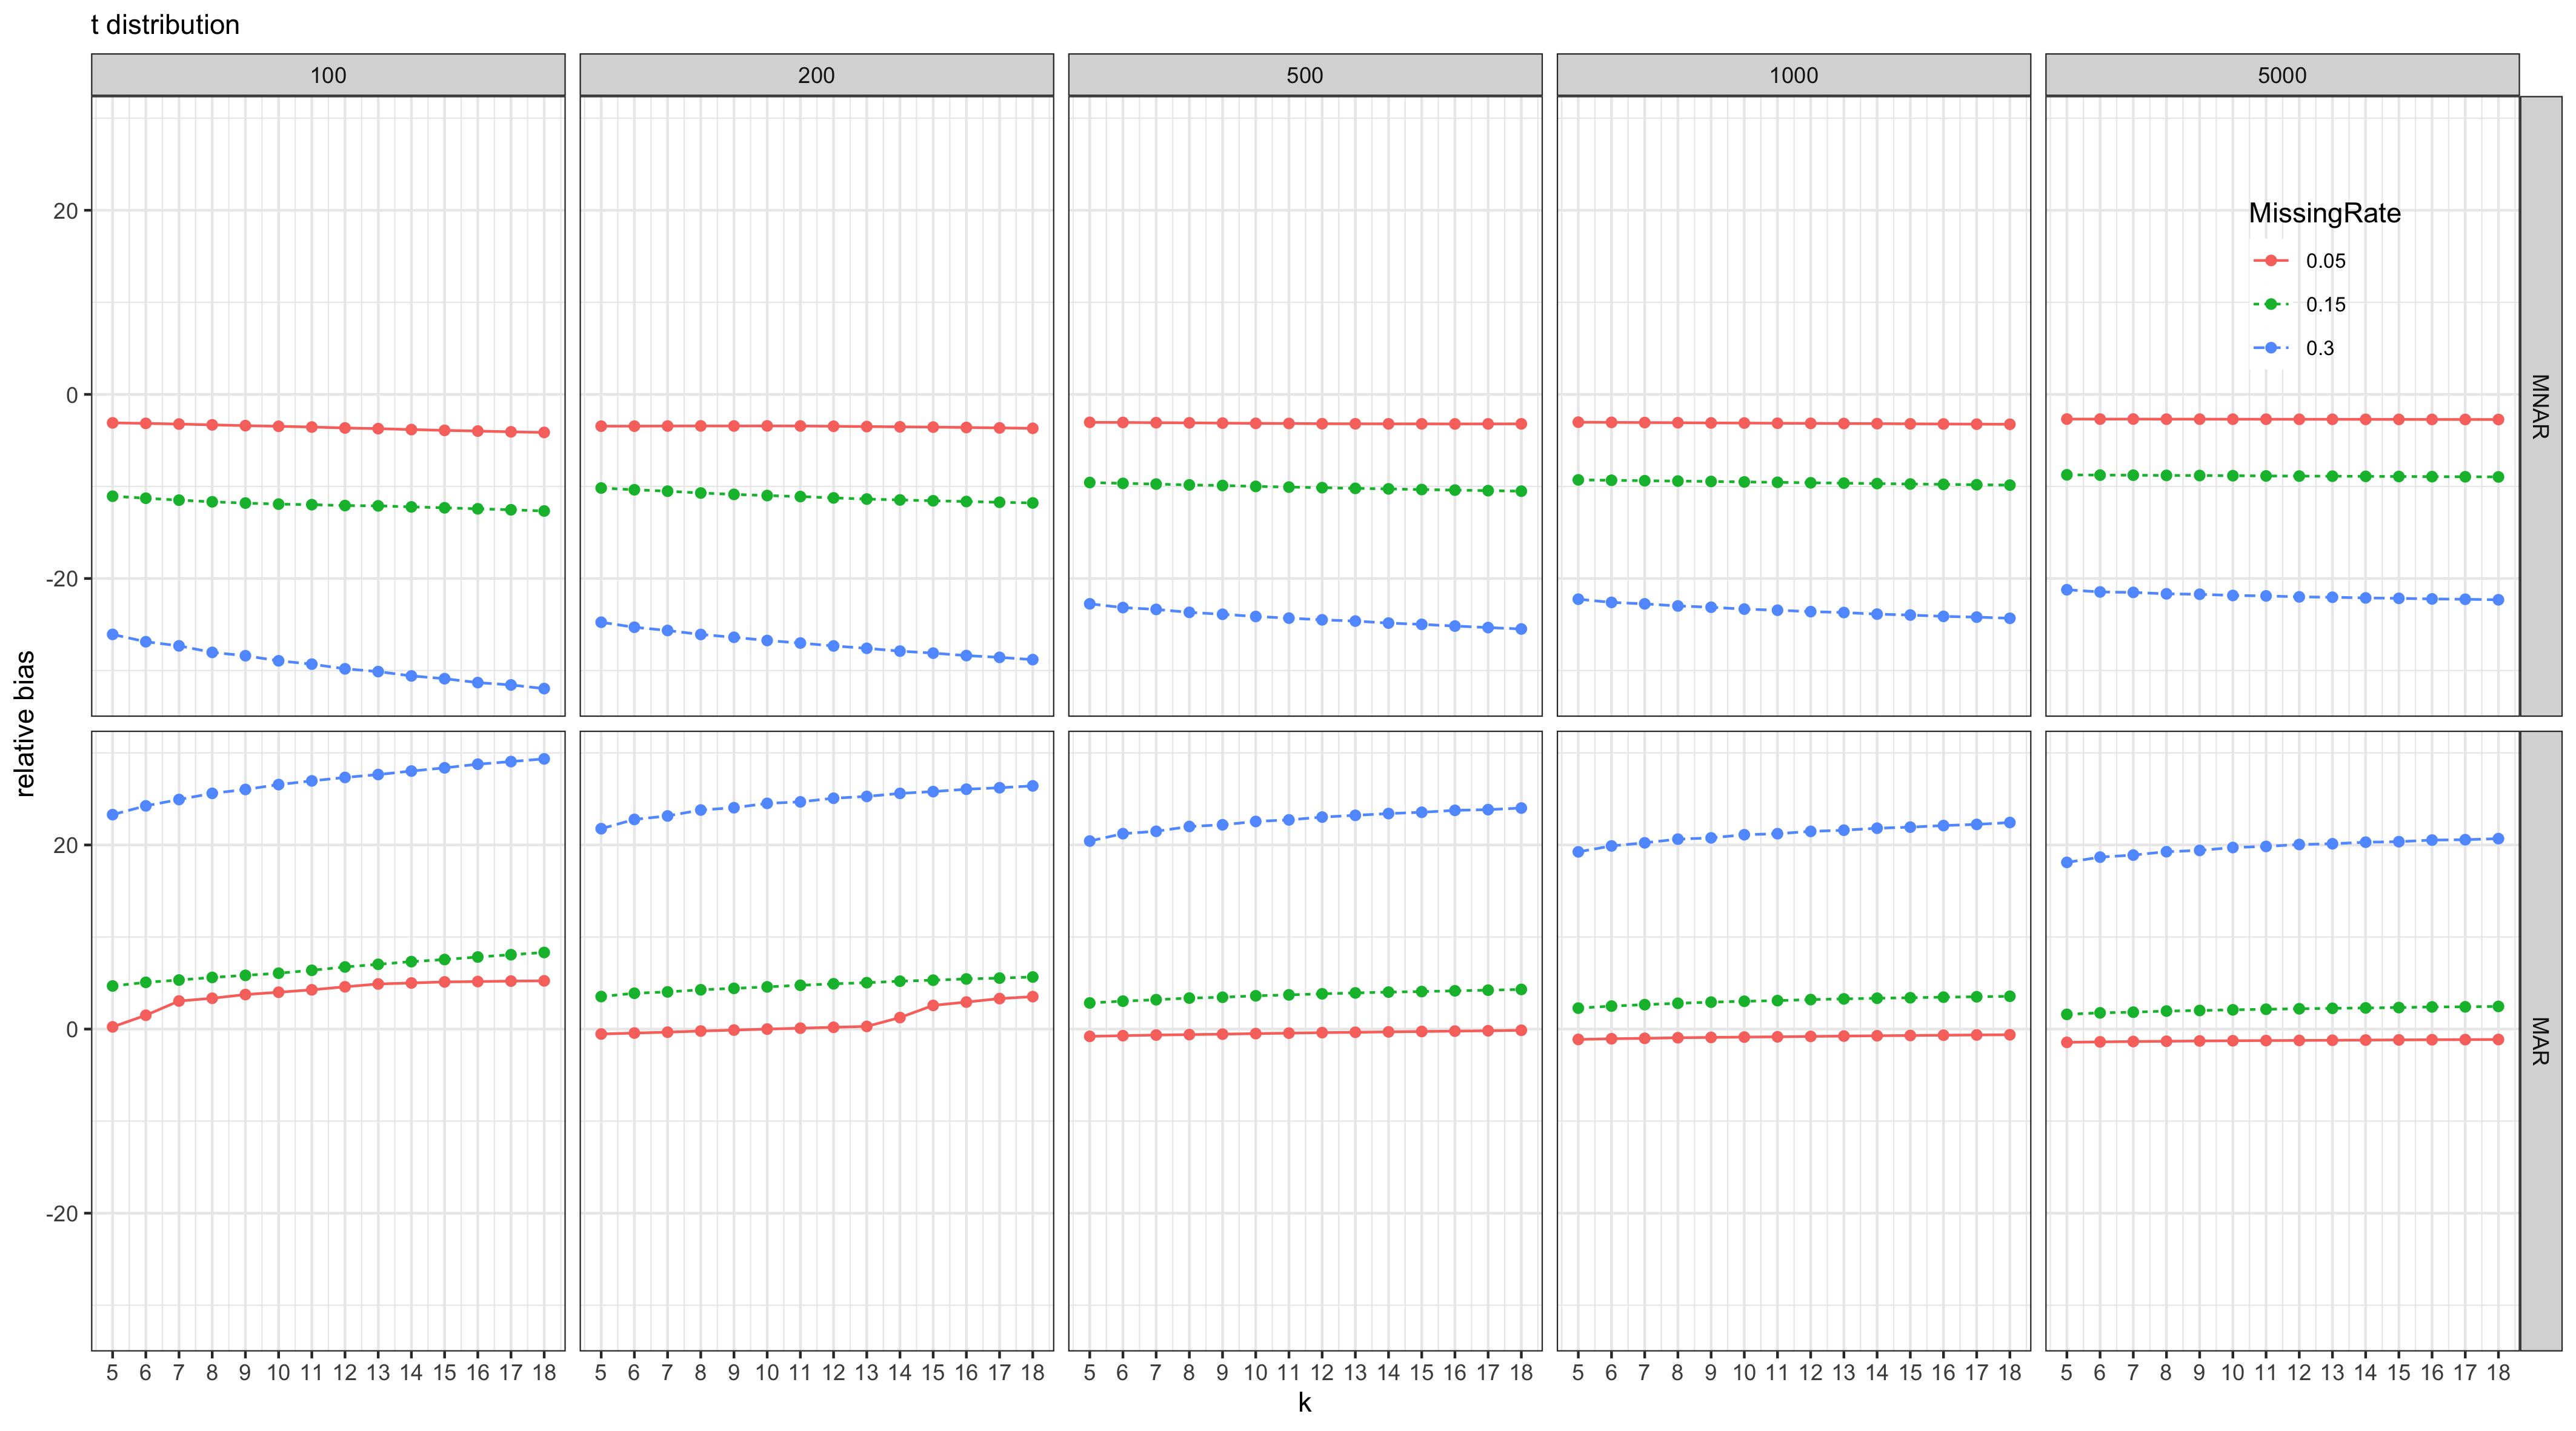 t distribution
100 200 500 1000 5000
20
0
-20
MissingRate
0.05
0.15
0.3
MNAR
relative bias
20
0
-20
MAR
5 6 7 8 9 10 11 12 13 14 15 16 17 18 5 6 7 8 9 10 11 12 13 14 15 16 17 18 5 6 7 8 9 10 11 12 13 14 15 16 17 18 5 6 7 8 9 10 11 12 13 14 15 16 17 18 5 6 7 8 9 10 11 12 13 14 15 16 17 18
k